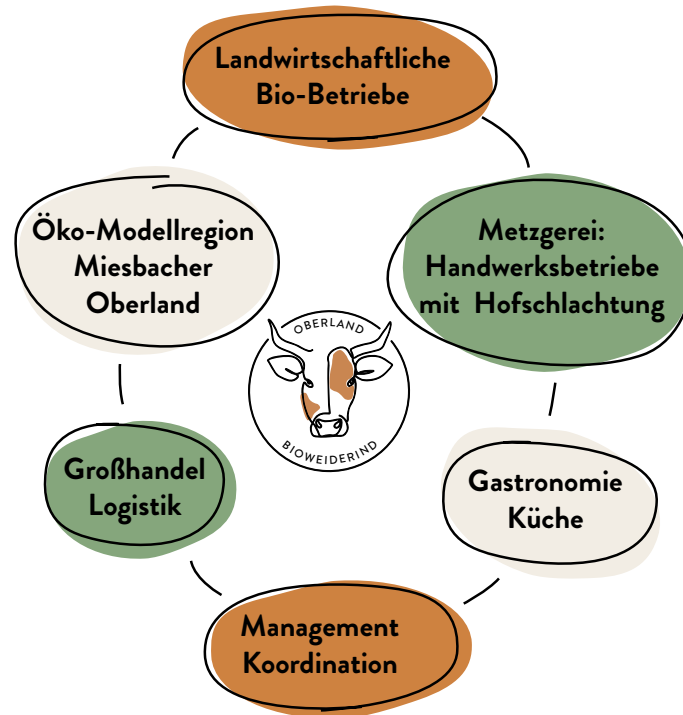 Landwirtschaftliche
Bio-Betriebe
Öko-Modellregion
Miesbacher
Oberland
Metzgerei:
Handwerksbetriebe
mit Hofschlachtung
OBERLAND
BIOWEIDERIND
Großhandel
Logistik
Gastronomie
Küche
Management
Koordination